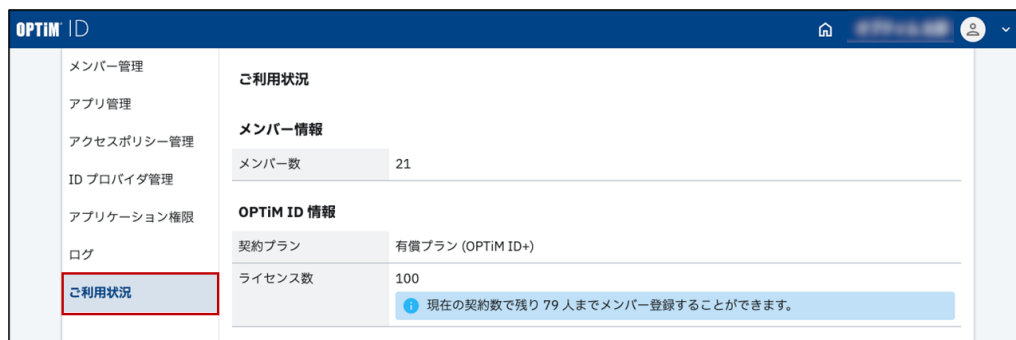 OPTiM ID
メンバー管理
アプリ管理
アクセスポリシー管理
ID プロバイダ管理
アプリケーション権限
ログ
ご利用状況
ご利用状況
メンバー情報
メンバー数 21
OPTiM ID 情報
契約プラン 有償プラン (OPTiM ID+)
ライセンス数 100
現在の契約数で残り 79 人までメンバー登録することができます。